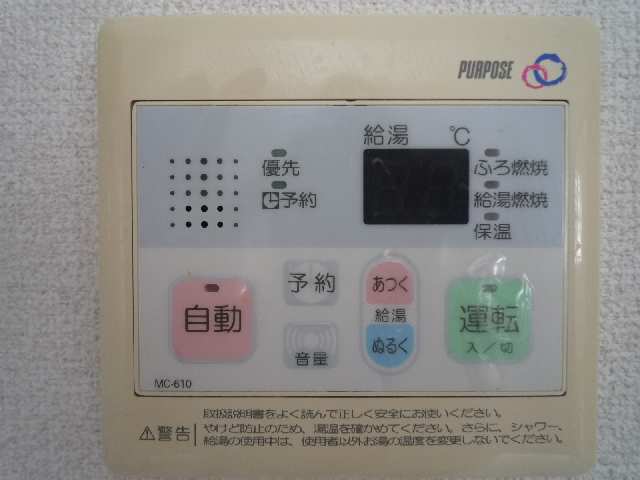 PURPOSE
給湯 ℃
優先
予約
ふろ燃焼
給湯燃焼
保温
自動
予約
音量
あつく
給湯
ぬるく
運転
入/切
MC-610
⚠警告
取扱説明書をよく読んで正しく安全にお使いください。
やけど防止のため、湯温を確かめてください。さらに、シャワー、
給湯の使用中は、使用者以外お湯の温度を変更しないでください。